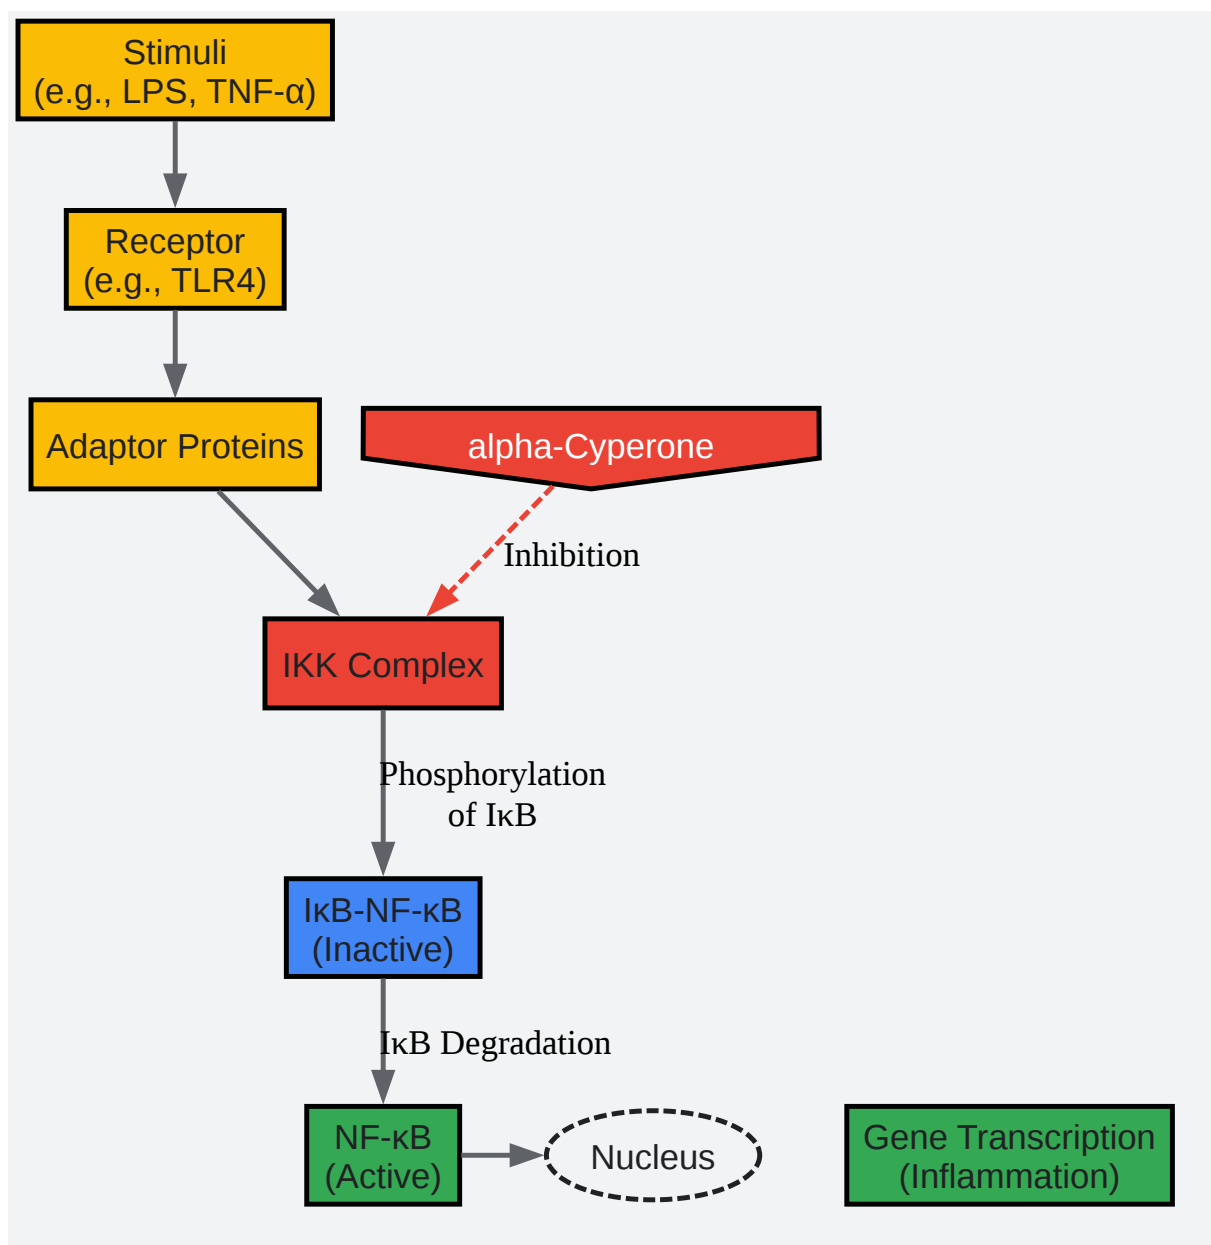 Stimuli
(e.g., LPS, TNF-α)
Receptor
(e.g., TLR4)
Adaptor Proteins
alpha-Cyperone
Inhibition
IKK Complex
Phosphorylation
of IκB
IκB-NF-κB
(Inactive)
IκB Degradation
NF-κB
(Active)
Nucleus
Gene Transcription
(Inflammation)